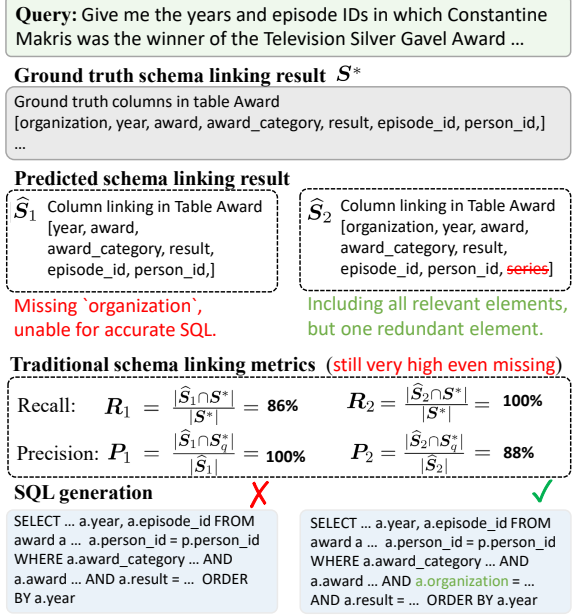 Query: Give me the years and episode IDs in which Constantine
Makris was the winner of the Television Silver Gavel Award ...
Ground truth schema linking result S*
Ground truth columns in table Award
[organization, year, award, award_category, result, episode_id, person_id,]
...
Predicted schema linking result
Ŝ₁ Column linking in Table Award
[year, award,
award_category, result,
episode_id, person_id,]
Ŝ₂ Column linking in Table Award
[organization, year, award,
award_category, result,
episode_id, person_id, series]
Missing `organization`,
unable for accurate SQL.
Including all relevant elements,
but one redundant element.
Traditional schema linking metrics (still very high even missing)
Recall: R₁ = |Ŝ₁∩S*| / |S*| = 86%
R₂ = |Ŝ₂∩S*| / |S*| = 100%
Precision: P₁ = |Ŝ₁∩S*q| / |Ŝ₁| = 100%
P₂ = |Ŝ₂∩S*q| / |Ŝ₂| = 88%
SQL generation ✗ ✓
SELECT ... a.year, a.episode_id FROM
award a ... a.person_id = p.person_id
WHERE a.award_category ... AND
a.award ... AND a.result = ... ORDER
BY a.year
SELECT ... a.year, a.episode_id FROM
award a ... a.person_id = p.person_id
WHERE a.award_category ... AND
a.award ... AND a.organization = ...
AND a.result = ... ORDER BY a.year